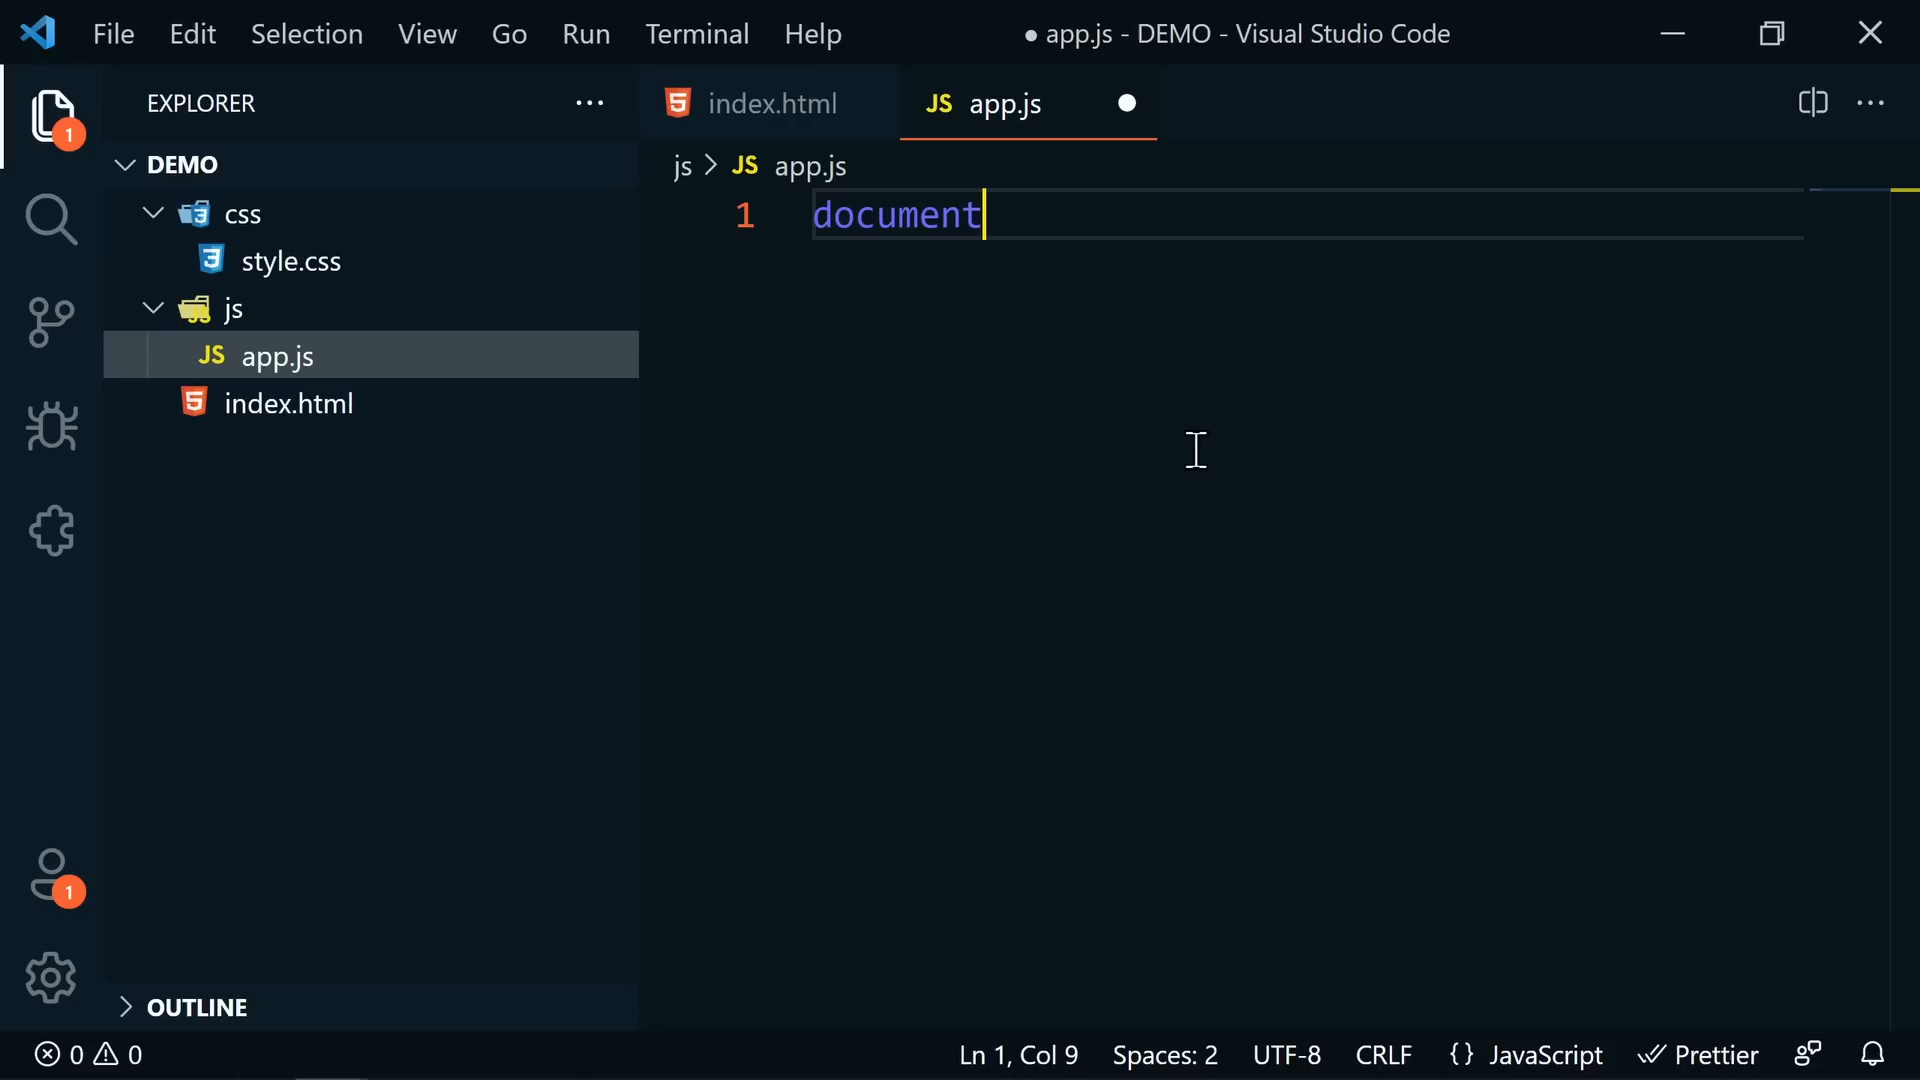 File Edit Selection View Go Run Terminal Help ● app.js - DEMO - Visual Studio Code
EXPLORER
index.html
JS app.js
1
DEMO
js > JS app.js
css
1 document
style.css
js
JS app.js
index.html
1
OUTLINE
0 0 Ln 1, Col 9 Spaces: 2 UTF-8 CRLF {} JavaScript Prettier